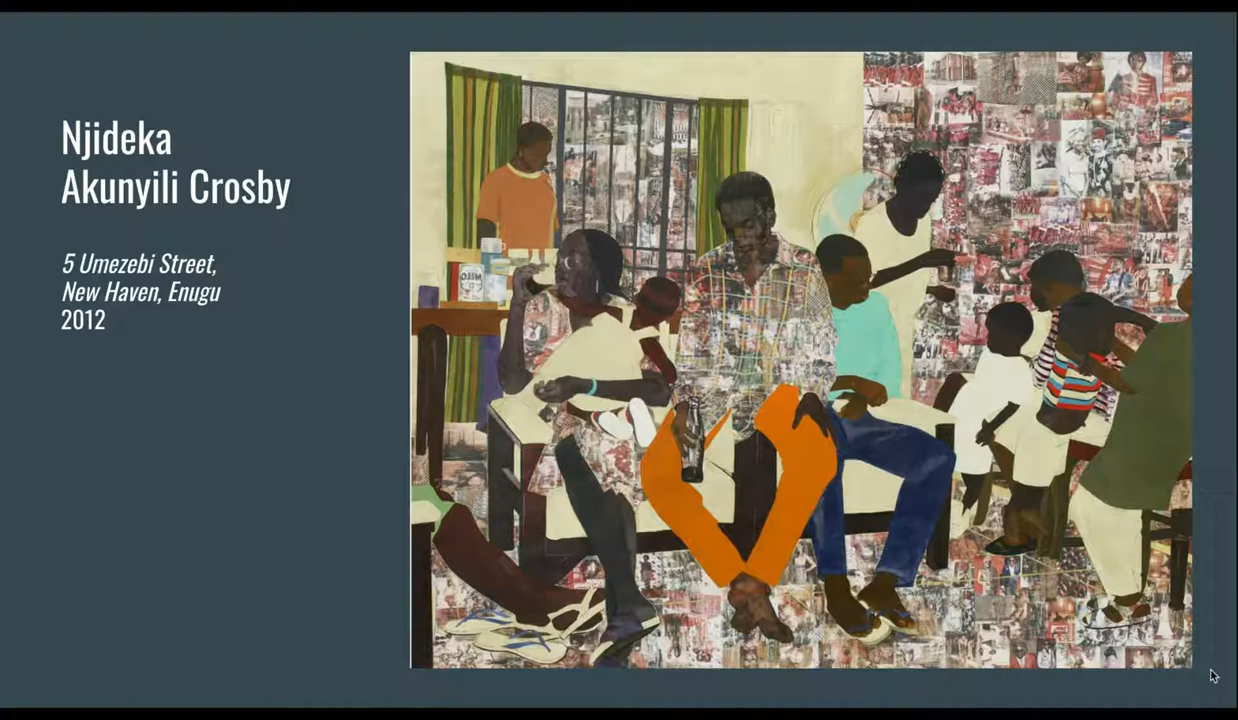 Njideka
Akunyili Crosby
5 Umezebi Street,
New Haven, Enugu
2012